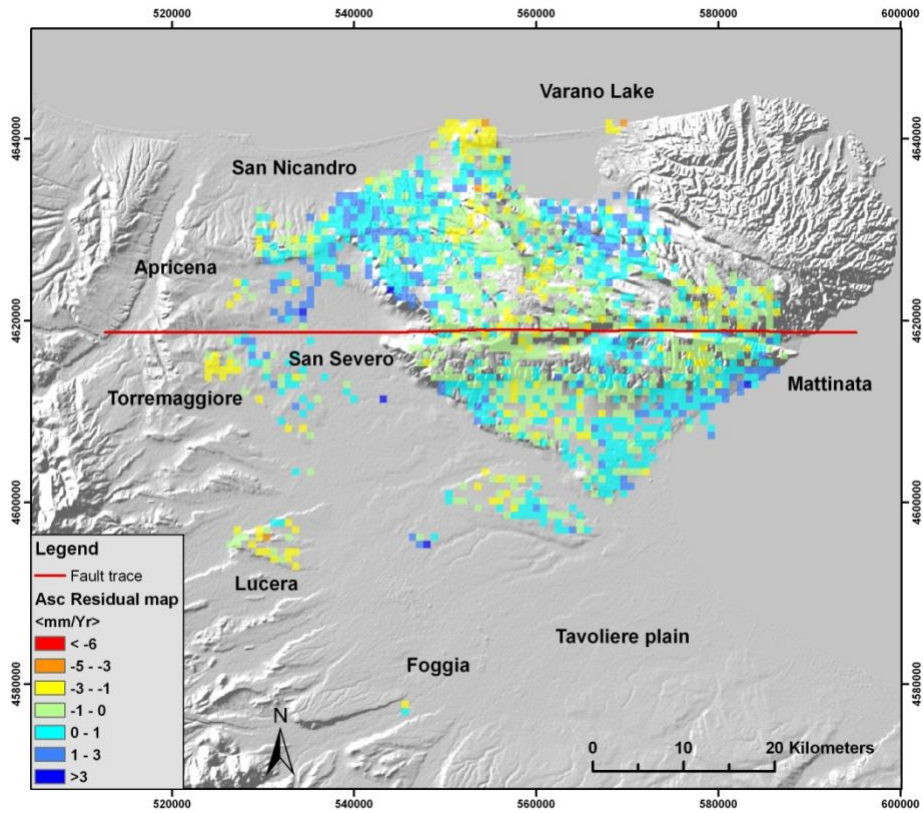 520000 540000 560000 580000 600000
Varano Lake
4640000 4640000
San Nicandro
Apricena
4620000 4620000
San Severo
Mattinata
Torremaggiore
4600000 4600000
Legend
Fault trace
Asc Residual map
<mm/Yr>
< -6
-5 - -3
-3 - -1
-1 - 0
0 - 1
1 - 3
>3
Lucera
Tavoliere plain
Foggia
4580000 4580000
N
0 10 20 Kilometers
520000 540000 560000 580000 600000